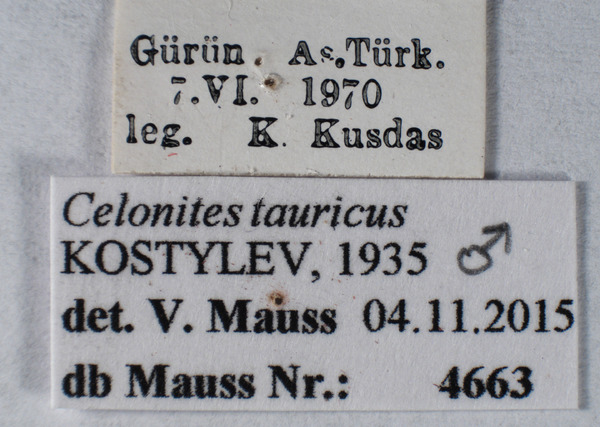 Gürün. As.Türk.
7.VI. 1970
leg. K. Kusdas
Celonites tauricus
KOSTYLEV, 1935 ♂
det. V. Mauss 04.11.2015
db Mauss Nr.: 4663